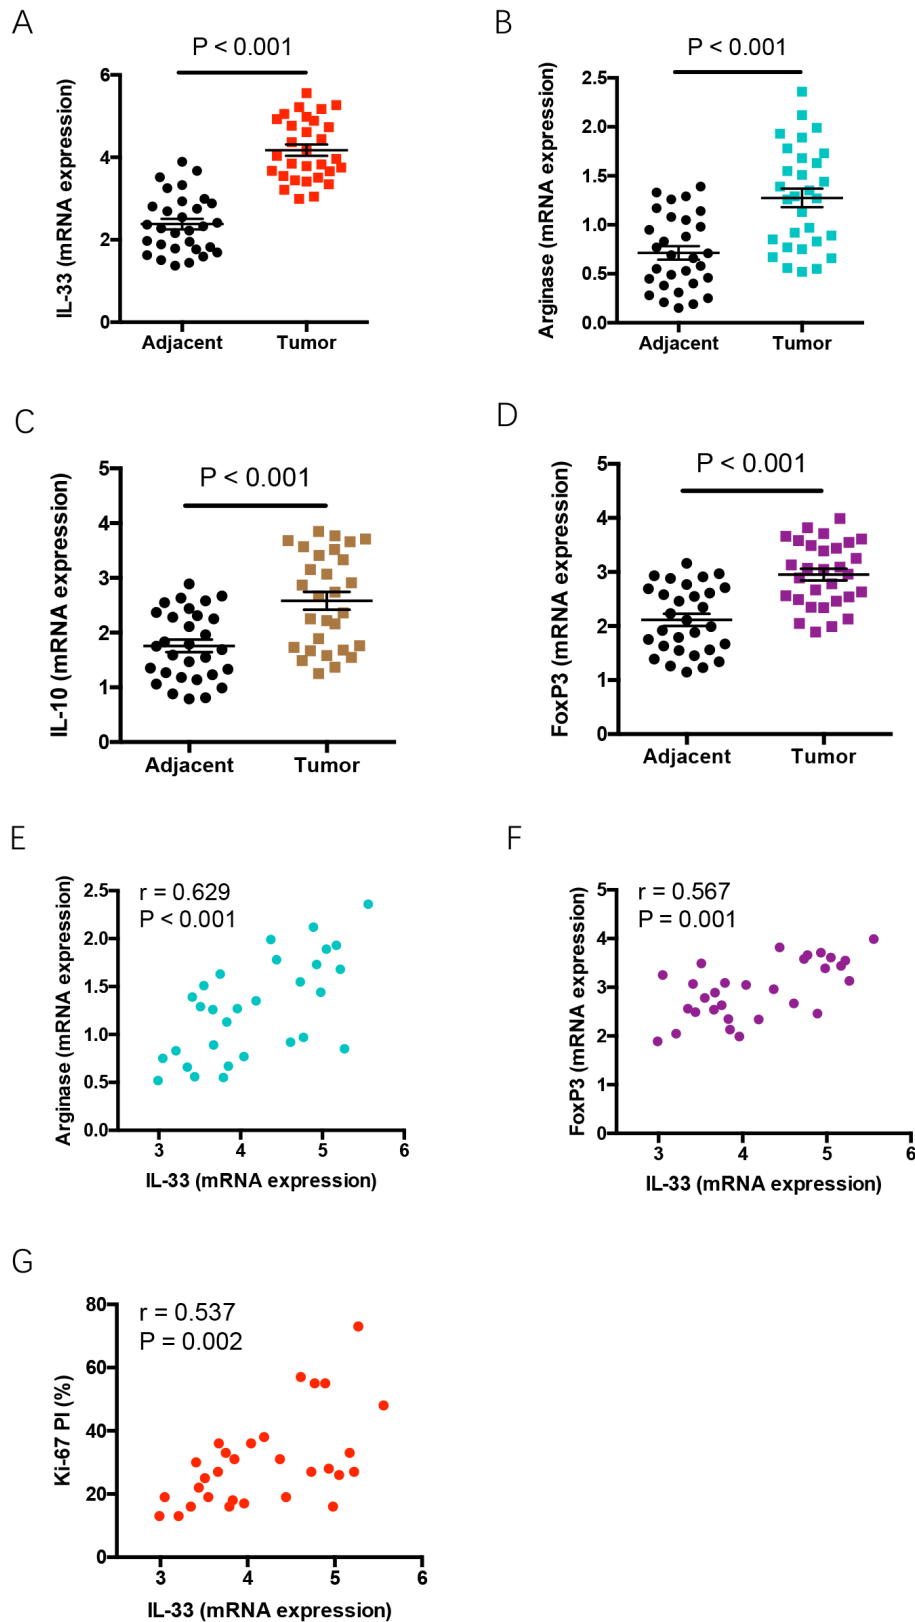 A
P < 0.001
IL-33 (mRNA expression)
6
4
2
0
Adjacent
Tumor
B
P < 0.001
Arginase (mRNA expression)
2.5
2.0
1.5
1.0
0.5
0.0
Adjacent
Tumor
C
P < 0.001
IL-10 (mRNA expression)
5
4
3
2
1
0
Adjacent
Tumor
D
P < 0.001
FoxP3 (mRNA expression)
5
4
3
2
1
0
Adjacent
Tumor
E
r = 0.629
P < 0.001
Arginase (mRNA expression)
2.5
2.0
1.5
1.0
0.5
0.0
3 4 5 6
IL-33 (mRNA expression)
F
r = 0.567
P = 0.001
FoxP3 (mRNA expression)
5
4
3
2
1
0
3 4 5 6
IL-33 (mRNA expression)
G
r = 0.537
P = 0.002
Ki-67 PI (%)
80
60
40
20
0
3 4 5 6
IL-33 (mRNA expression)